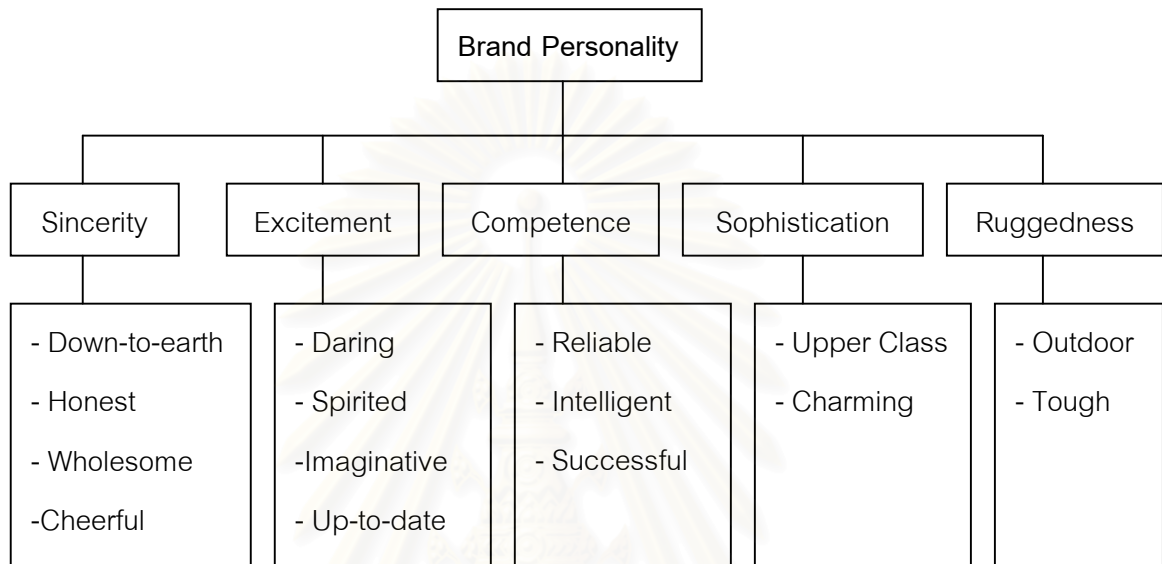 Brand Personality
Sincerity
Excitement
Competence
Sophistication
Ruggedness
- Down-to-earth
- Honest
- Wholesome
-Cheerful
- Daring
- Spirited
-Imaginative
- Up-to-date
- Reliable
- Intelligent
- Successful
- Upper Class
- Charming
- Outdoor
- Tough